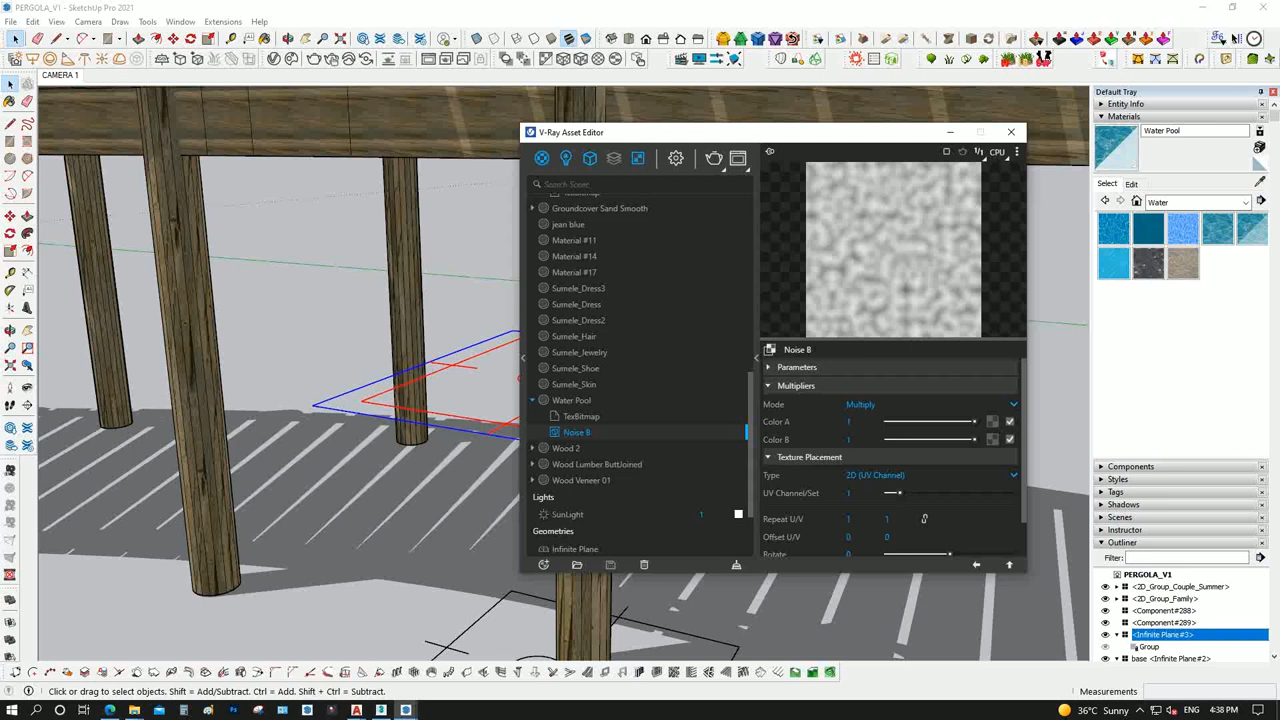 PERGOLA_V1 - SketchUp Pro 2021
File Edit View Camera Draw Tools Window Extensions Help
CAMERA 1
V-Ray Asset Editor
1/1 CPU
Search Scene
Groundcover Sand Smooth
jean blue
Material #11
Material #14
Material #17
Sumele_Dress3
Sumele_Dress
Sumele_Dress2
Sumele_Hair
Sumele_Jewelry
Sumele_Shoe
Sumele_Skin
Water Pool
TexBitmap
Noise B
Wood 2
Wood Lumber ButtJoined
Wood Veneer 01
Lights
SunLight 1
Geometries
Infinite Plane
Noise B
Parameters
Multipliers
Mode Multiply
Color A 1
Color B 1
Texture Placement
Type 2D (UV Channel)
UV Channel/Set 1
Repeat U/V 1 1
Offset U/V 0 0
Rotate 0
Default Tray
Entity Info
Materials
Water Pool
Select Edit
Water
Components
Styles
Tags
Shadows
Scenes
Instructor
Outliner
Filter:
PERGOLA_V1
<2D_Group_Couple_Summer>
<2D_Group_Family>
<Component#288>
<Component#289>
<Infinite Plane#3>
Group
base <Infinite Plane#2>
Click or drag to select objects. Shift = Add/Subtract. Ctrl = Add. Shift + Ctrl = Subtract.
Measurements
36°C Sunny ENG 4:38 PM